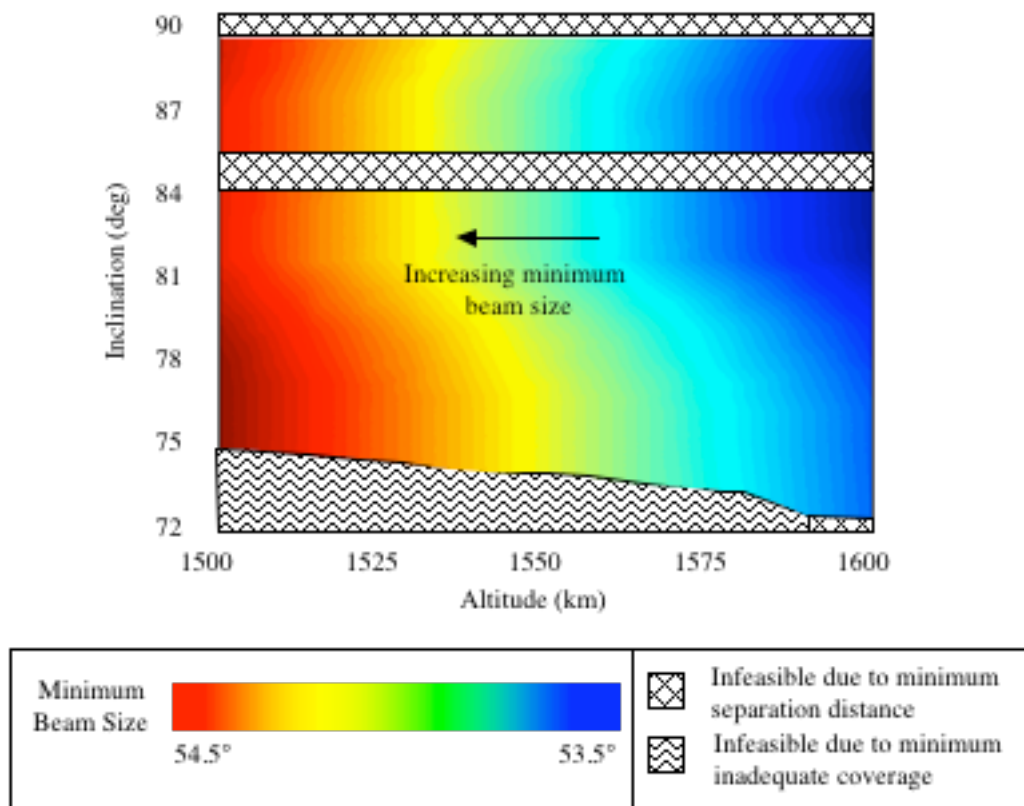 90
87
84
81
78
75
72
Inclination (deg)
Increasing minimum
beam size
1500 1525 1550 1575 1600
Altitude (km)
Minimum
Beam Size
54.5° 53.5°
Infeasible due to minimum
separation distance
Infeasible due to minimum
inadequate coverage